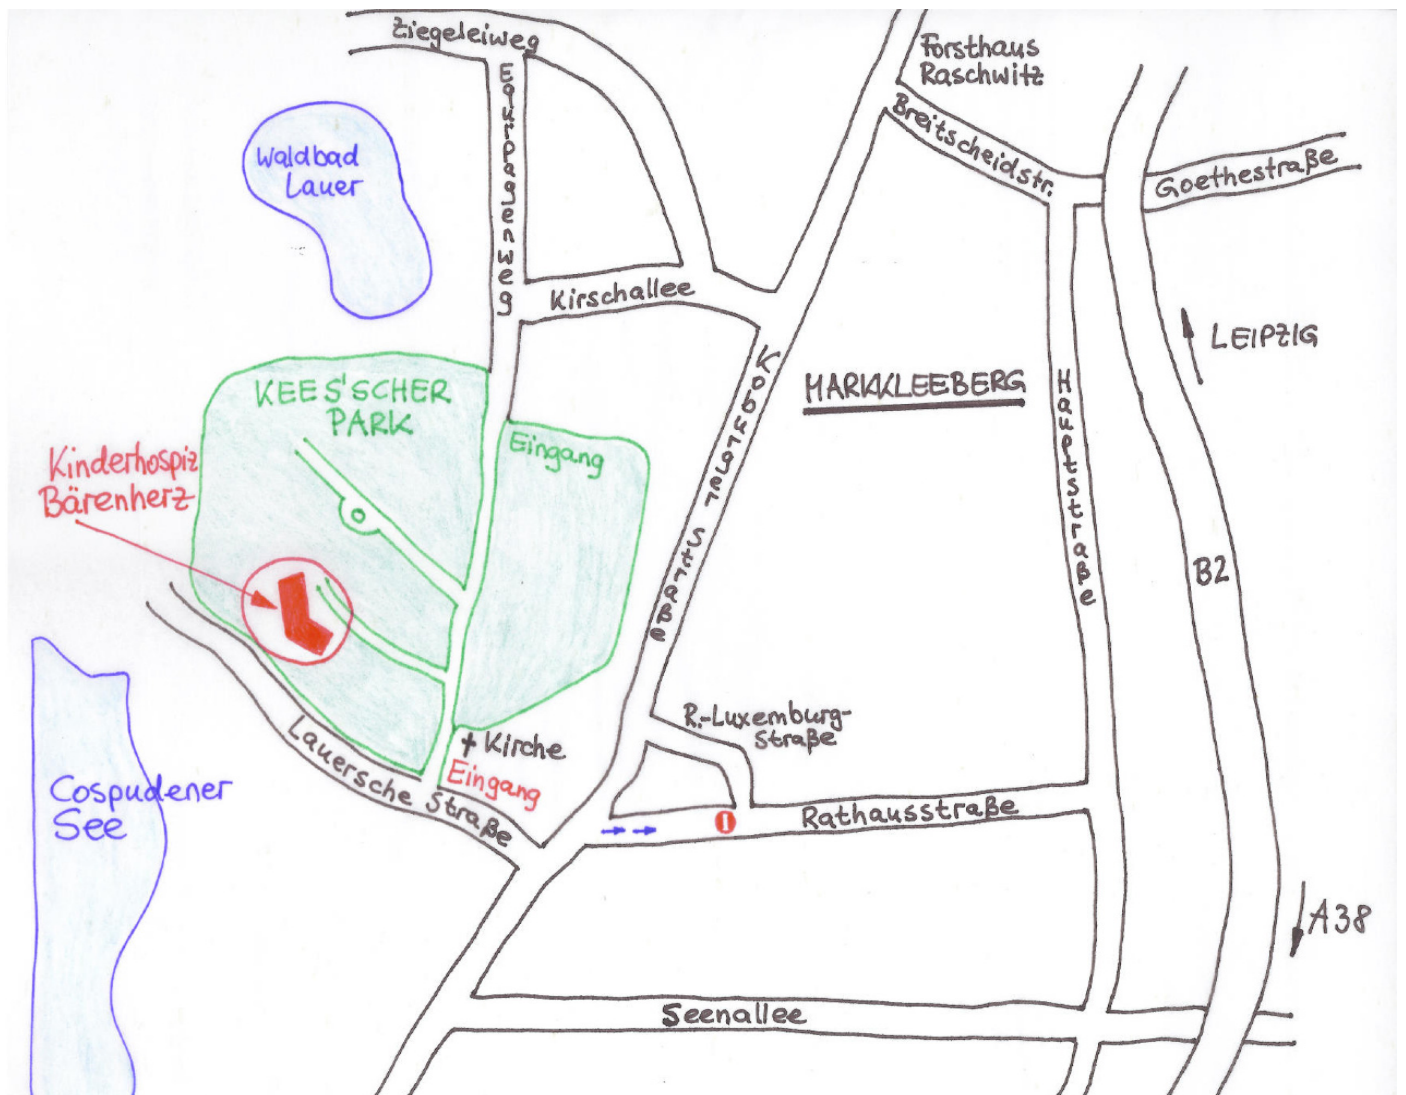 Ziegeleiweg
Forsthaus
Raschwitz
Equipagenweg
Breitscheidstr.
Goethestraße
Waldbad
Lauer
Kirschallee
LEIPZIG
KEES'SCHER
PARK
MARKKLEEBERG
Koburger Straße
Hauptstraße
Eingang
Kinderhospiz
Bärenherz
B2
R.-Luxemburg-
Straße
Kirche
Eingang
Lauersche Straße
Cospudener
See
Rathausstraße
A38
Seenallee